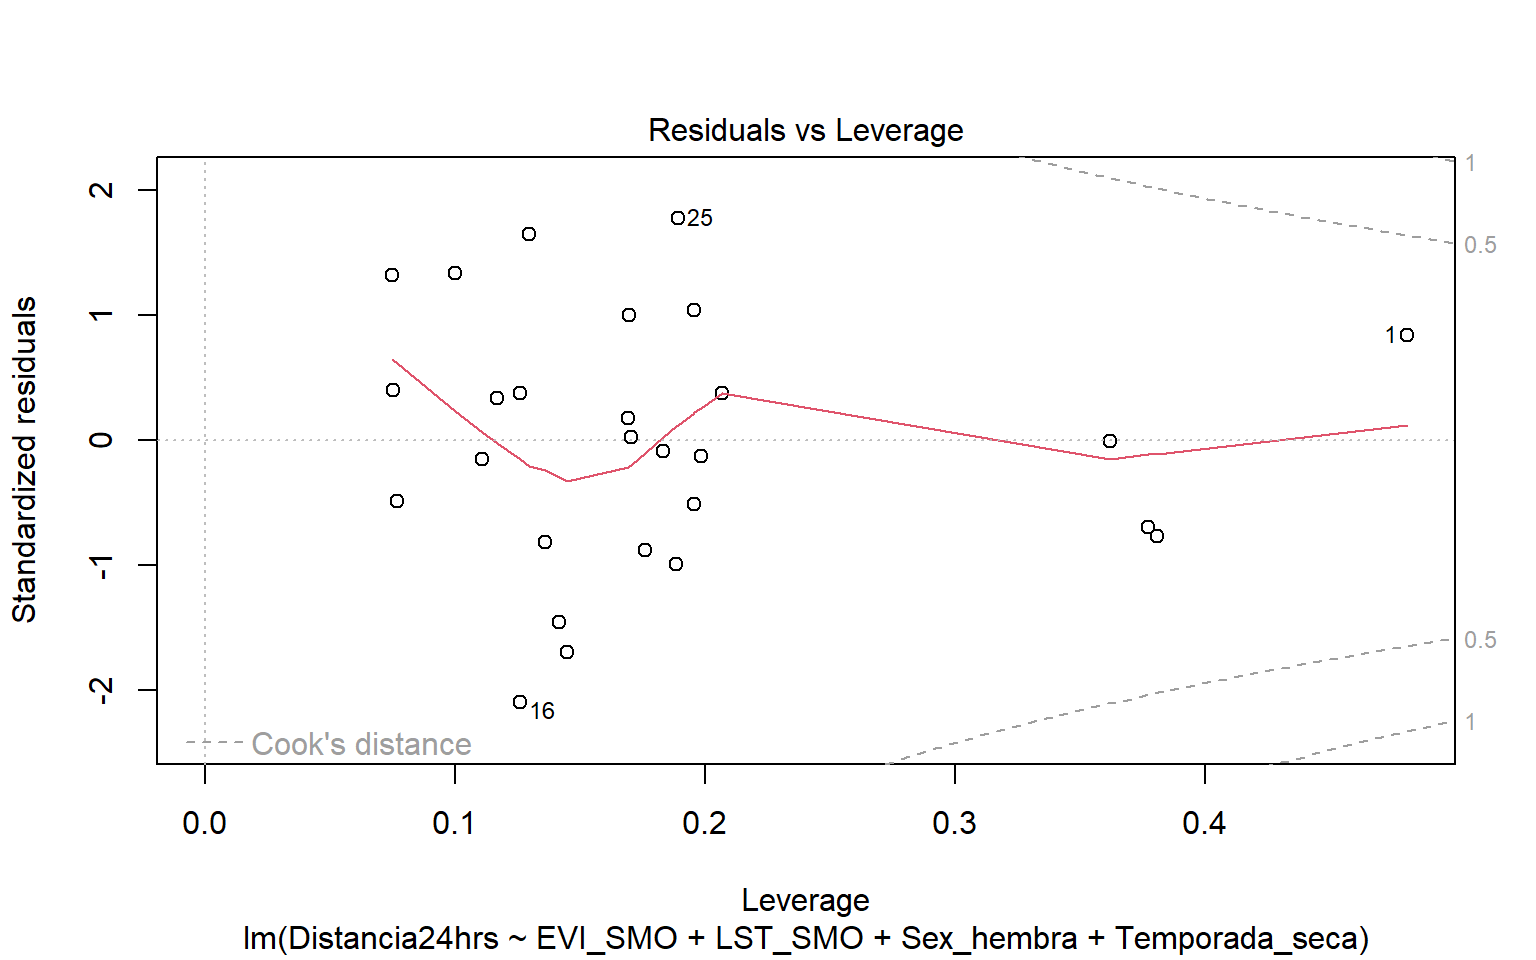 Residuals vs Leverage
Standardized residuals
2
1
0
-1
-2
25
1
16
1
0.5
0.5
1
Cook's distance
0.0 0.1 0.2 0.3 0.4
Leverage
lm(Distancia24hrs ~ EVI_SMO + LST_SMO + Sex_hembra + Temporada_seca)